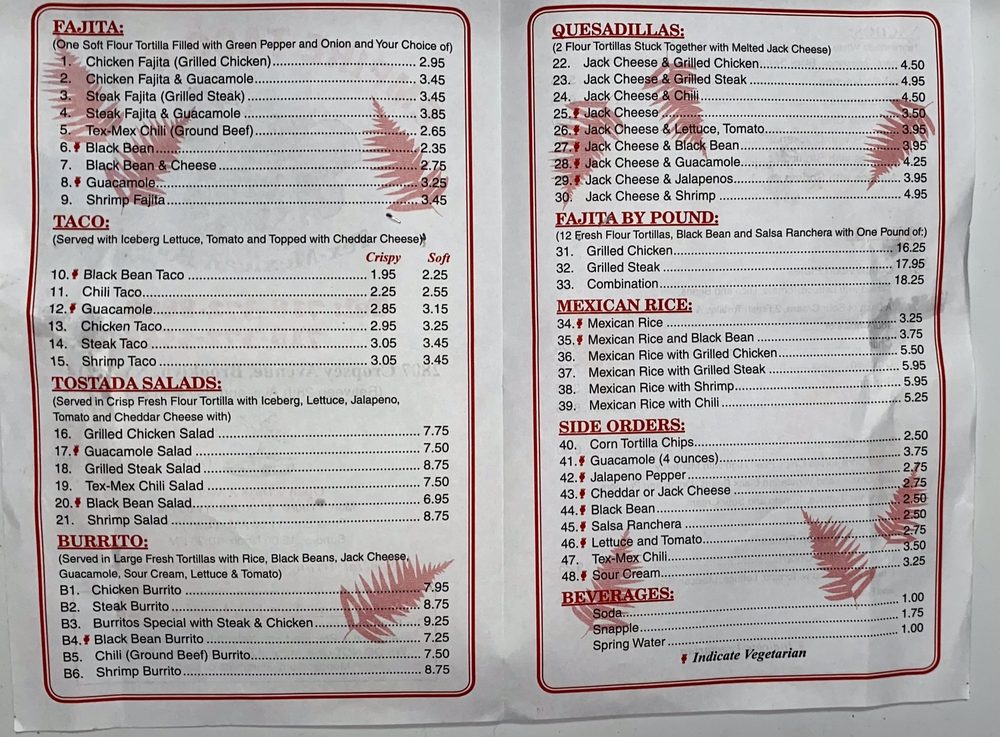 FAJITA:
(One Soft Flour Tortilla Filled with Green Pepper and Onion and Your Choice of)
1. Chicken Fajita (Grilled Chicken) 2.95
2. Chicken Fajita & Guacamole 3.45
3. Steak Fajita (Grilled Steak) 3.45
4. Steak Fajita & Guacamole 3.85
5. Tex-Mex Chili (Ground Beef) 2.65
6. Black Bean 2.35
7. Black Bean & Cheese 2.75
8. Guacamole 3.25
9. Shrimp Fajita 3.45
TACO:
(Served with Iceberg Lettuce, Tomato and Topped with Cheddar Cheese)
Crispy Soft
10. Black Bean Taco 1.95 2.25
11. Chili Taco 2.25 2.55
12. Guacamole 2.85 3.15
13. Chicken Taco 2.95 3.25
14. Steak Taco 3.05 3.45
15. Shrimp Taco 3.05 3.45
TOSTADA SALADS:
(Served in Crisp Fresh Flour Tortilla with Iceberg, Lettuce, Jalapeno,
Tomato and Cheddar Cheese with)
16. Grilled Chicken Salad 7.75
17. Guacamole Salad 7.50
18. Grilled Steak Salad 8.75
19. Tex-Mex Chili Salad 7.50
20. Black Bean Salad 6.95
21. Shrimp Salad 8.75
BURRITO:
(Served in Large Fresh Tortillas with Rice, Black Beans, Jack Cheese,
Guacamole, Sour Cream, Lettuce & Tomato)
B1. Chicken Burrito 7.95
B2. Steak Burrito 8.75
B3. Burritos Special with Steak & Chicken 9.25
B4. Black Bean Burrito 7.25
B5. Chili (Ground Beef) Burrito 7.50
B6. Shrimp Burrito 8.75
QUESADILLAS:
(2 Flour Tortillas Stuck Together with Melted Jack Cheese)
22. Jack Cheese & Grilled Chicken 4.50
23. Jack Cheese & Grilled Steak 4.95
24. Jack Cheese & Chili 4.50
25. Jack Cheese 3.50
26. Jack Cheese & Lettuce, Tomato 3.95
27. Jack Cheese & Black Bean 3.95
28. Jack Cheese & Guacamole 4.25
29. Jack Cheese & Jalapenos 3.95
30. Jack Cheese & Shrimp 4.95
FAJITA BY POUND:
(12 Fresh Flour Tortillas, Black Bean and Salsa Ranchera with One Pound of:)
31. Grilled Chicken 16.25
32. Grilled Steak 17.95
33. Combination 18.25
MEXICAN RICE:
34. Mexican Rice 3.25
35. Mexican Rice and Black Bean 3.75
36. Mexican Rice with Grilled Chicken 5.50
37. Mexican Rice with Grilled Steak 5.95
38. Mexican Rice with Shrimp 5.95
39. Mexican Rice with Chili 5.25
SIDE ORDERS:
40. Corn Tortilla Chips 2.50
41. Guacamole (4 ounces) 3.75
42. Jalapeno Pepper 2.75
43. Cheddar or Jack Cheese 2.75
44. Black Bean 2.50
45. Salsa Ranchera 2.50
46. Lettuce and Tomato 2.75
47. Tex-Mex Chili 3.50
48. Sour Cream 3.25
BEVERAGES:
Soda 1.00
Snapple 1.75
Spring Water 1.00
Indicate Vegetarian